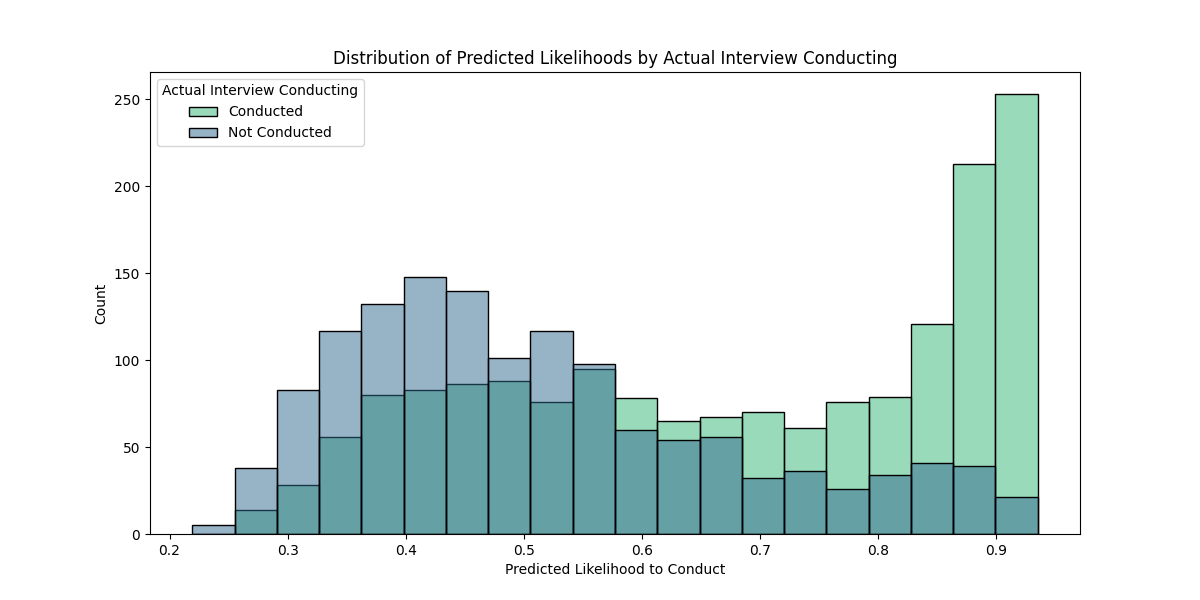 Distribution of Predicted Likelihoods by Actual Interview Conducting
Actual Interview Conducting
Conducted
Not Conducted
250
200
150
100
50
0
Count
0.2 0.3 0.4 0.5 0.6 0.7 0.8 0.9
Predicted Likelihood to Conduct